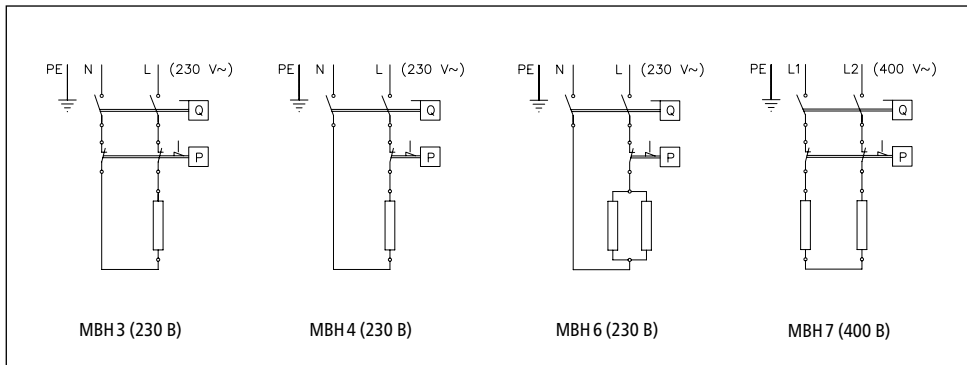 PE N L (230 V~)
Q
P
MBH 3 (230 В)
PE N L (230 V~)
Q
P
MBH 4 (230 В)
PE N L (230 V~)
Q
P
MBH 6 (230 В)
PE L1 L2 (400 V~)
Q
P
MBH 7 (400 В)